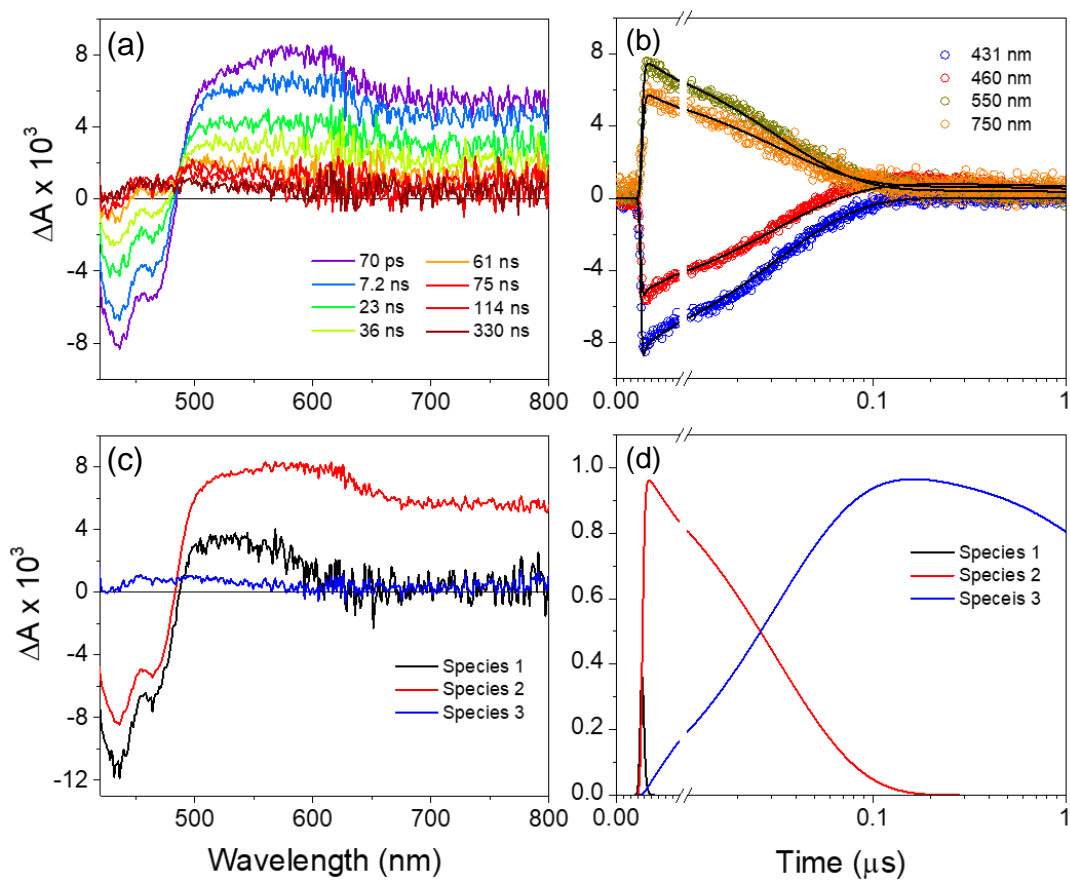 (a)
8
4
0
-4
-8
ΔA x 10³
70 ps
7.2 ns
23 ns
36 ns
61 ns
75 ns
114 ns
330 ns
500 600 700 800
(b)
8
4
0
-4
-8
431 nm
460 nm
550 nm
750 nm
0.00 0.1 1
(c)
8
4
0
-4
-8
-12
ΔA x 10³
Species 1
Species 2
Species 3
500 600 700 800
Wavelength (nm)
(d)
1.0
0.8
0.6
0.4
0.2
0.0
Species 1
Species 2
Speceis 3
0.00 0.1 1
Time (μs)